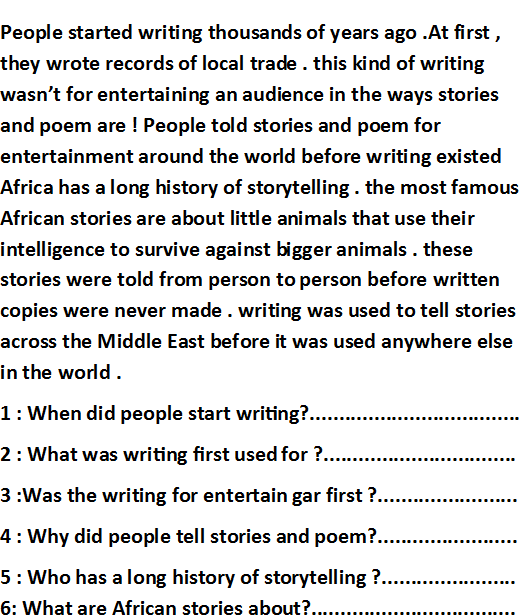 People started writing thousands of years ago .At first ,
they wrote records of local trade . this kind of writing
wasn’t for entertaining an audience in the ways stories
and poem are ! People told stories and poem for
entertainment around the world before writing existed
Africa has a long history of storytelling . the most famous
African stories are about little animals that use their
intelligence to survive against bigger animals . these
stories were told from person to person before written
copies were never made . writing was used to tell stories
across the Middle East before it was used anywhere else
in the world .
1 : When did people start writing?....................................
2 : What was writing first used for ?.................................
3 :Was the writing for entertain gar first ?........................
4 : Why did people tell stories and poem?........................
5 : Who has a long history of storytelling ?.......................
6: What are African stories about?...................................